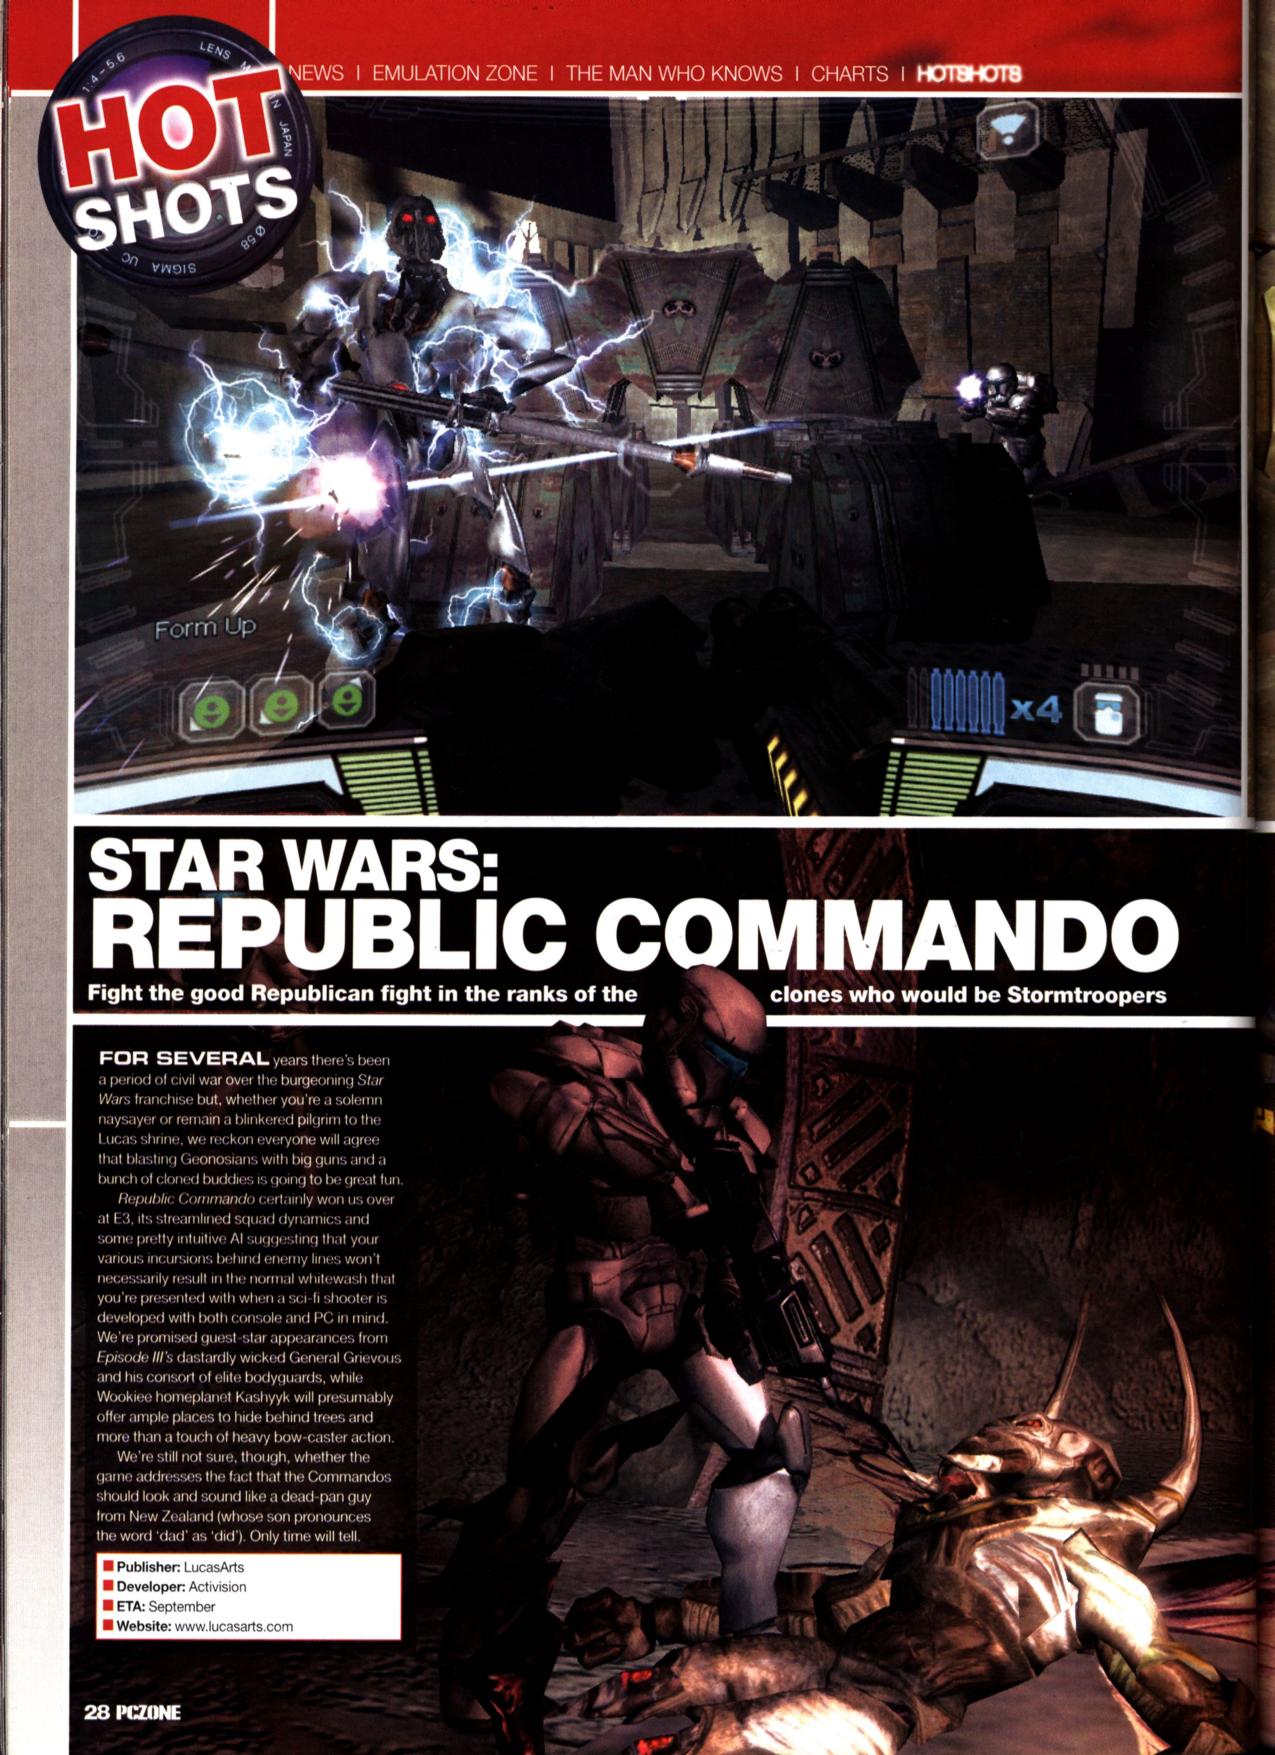 NEWS I EMULATION ZONE I THE MAN WHO KNOWS I CHARTS I HOTSHOTS
1:4-5.6
LENS
IN JAPAN
Ø58
SIGMA UC
HOT
SHOTS
Form Up
x4
STAR WARS:
REPUBLIC COMMANDO
Fight the good Republican fight in the ranks of the clones who would be Stormtroopers
FOR SEVERAL years there's been
a period of civil war over the burgeoning Star
Wars franchise but, whether you're a solemn
naysayer or remain a blinkered pilgrim to the
Lucas shrine, we reckon everyone will agree
that blasting Geonosians with big guns and a
bunch of cloned buddies is going to be great fun.
Republic Commando certainly won us over
at E3, its streamlined squad dynamics and
some pretty intuitive AI suggesting that your
various incursions behind enemy lines won't
necessarily result in the normal whitewash that
you're presented with when a sci-fi shooter is
developed with both console and PC in mind.
We're promised guest-star appearances from
Episode III's dastardly wicked General Grievous
and his consort of elite bodyguards, while
Wookiee homeplanet Kashyyk will presumably
offer ample places to hide behind trees and
more than a touch of heavy bow-caster action.
We're still not sure, though, whether the
game addresses the fact that the Commandos
should look and sound like a dead-pan guy
from New Zealand (whose son pronounces
the word 'dad' as 'did'). Only time will tell.
Publisher: LucasArts
Developer: Activision
ETA: September
Website: www.lucasarts.com
28 PCZONE